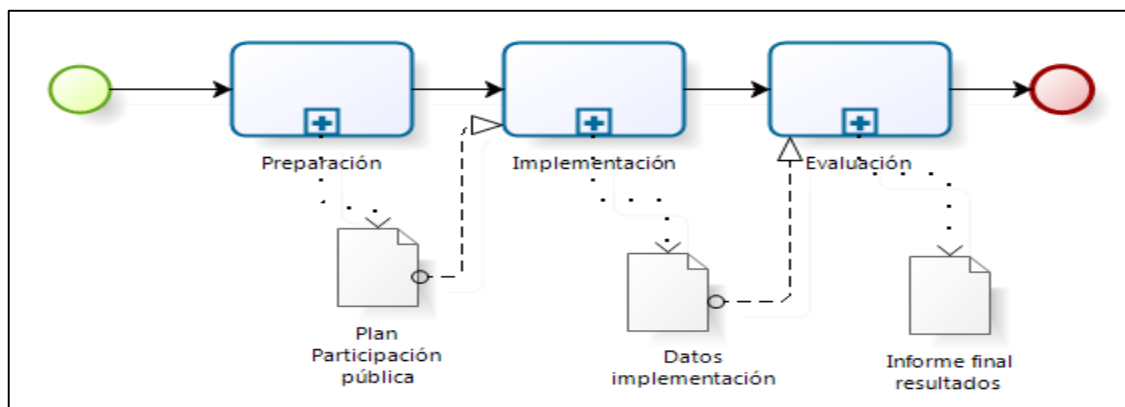 Preparación
Implementación
Evaluación
Plan
Participación
pública
Datos
implementación
Informe final
resultados